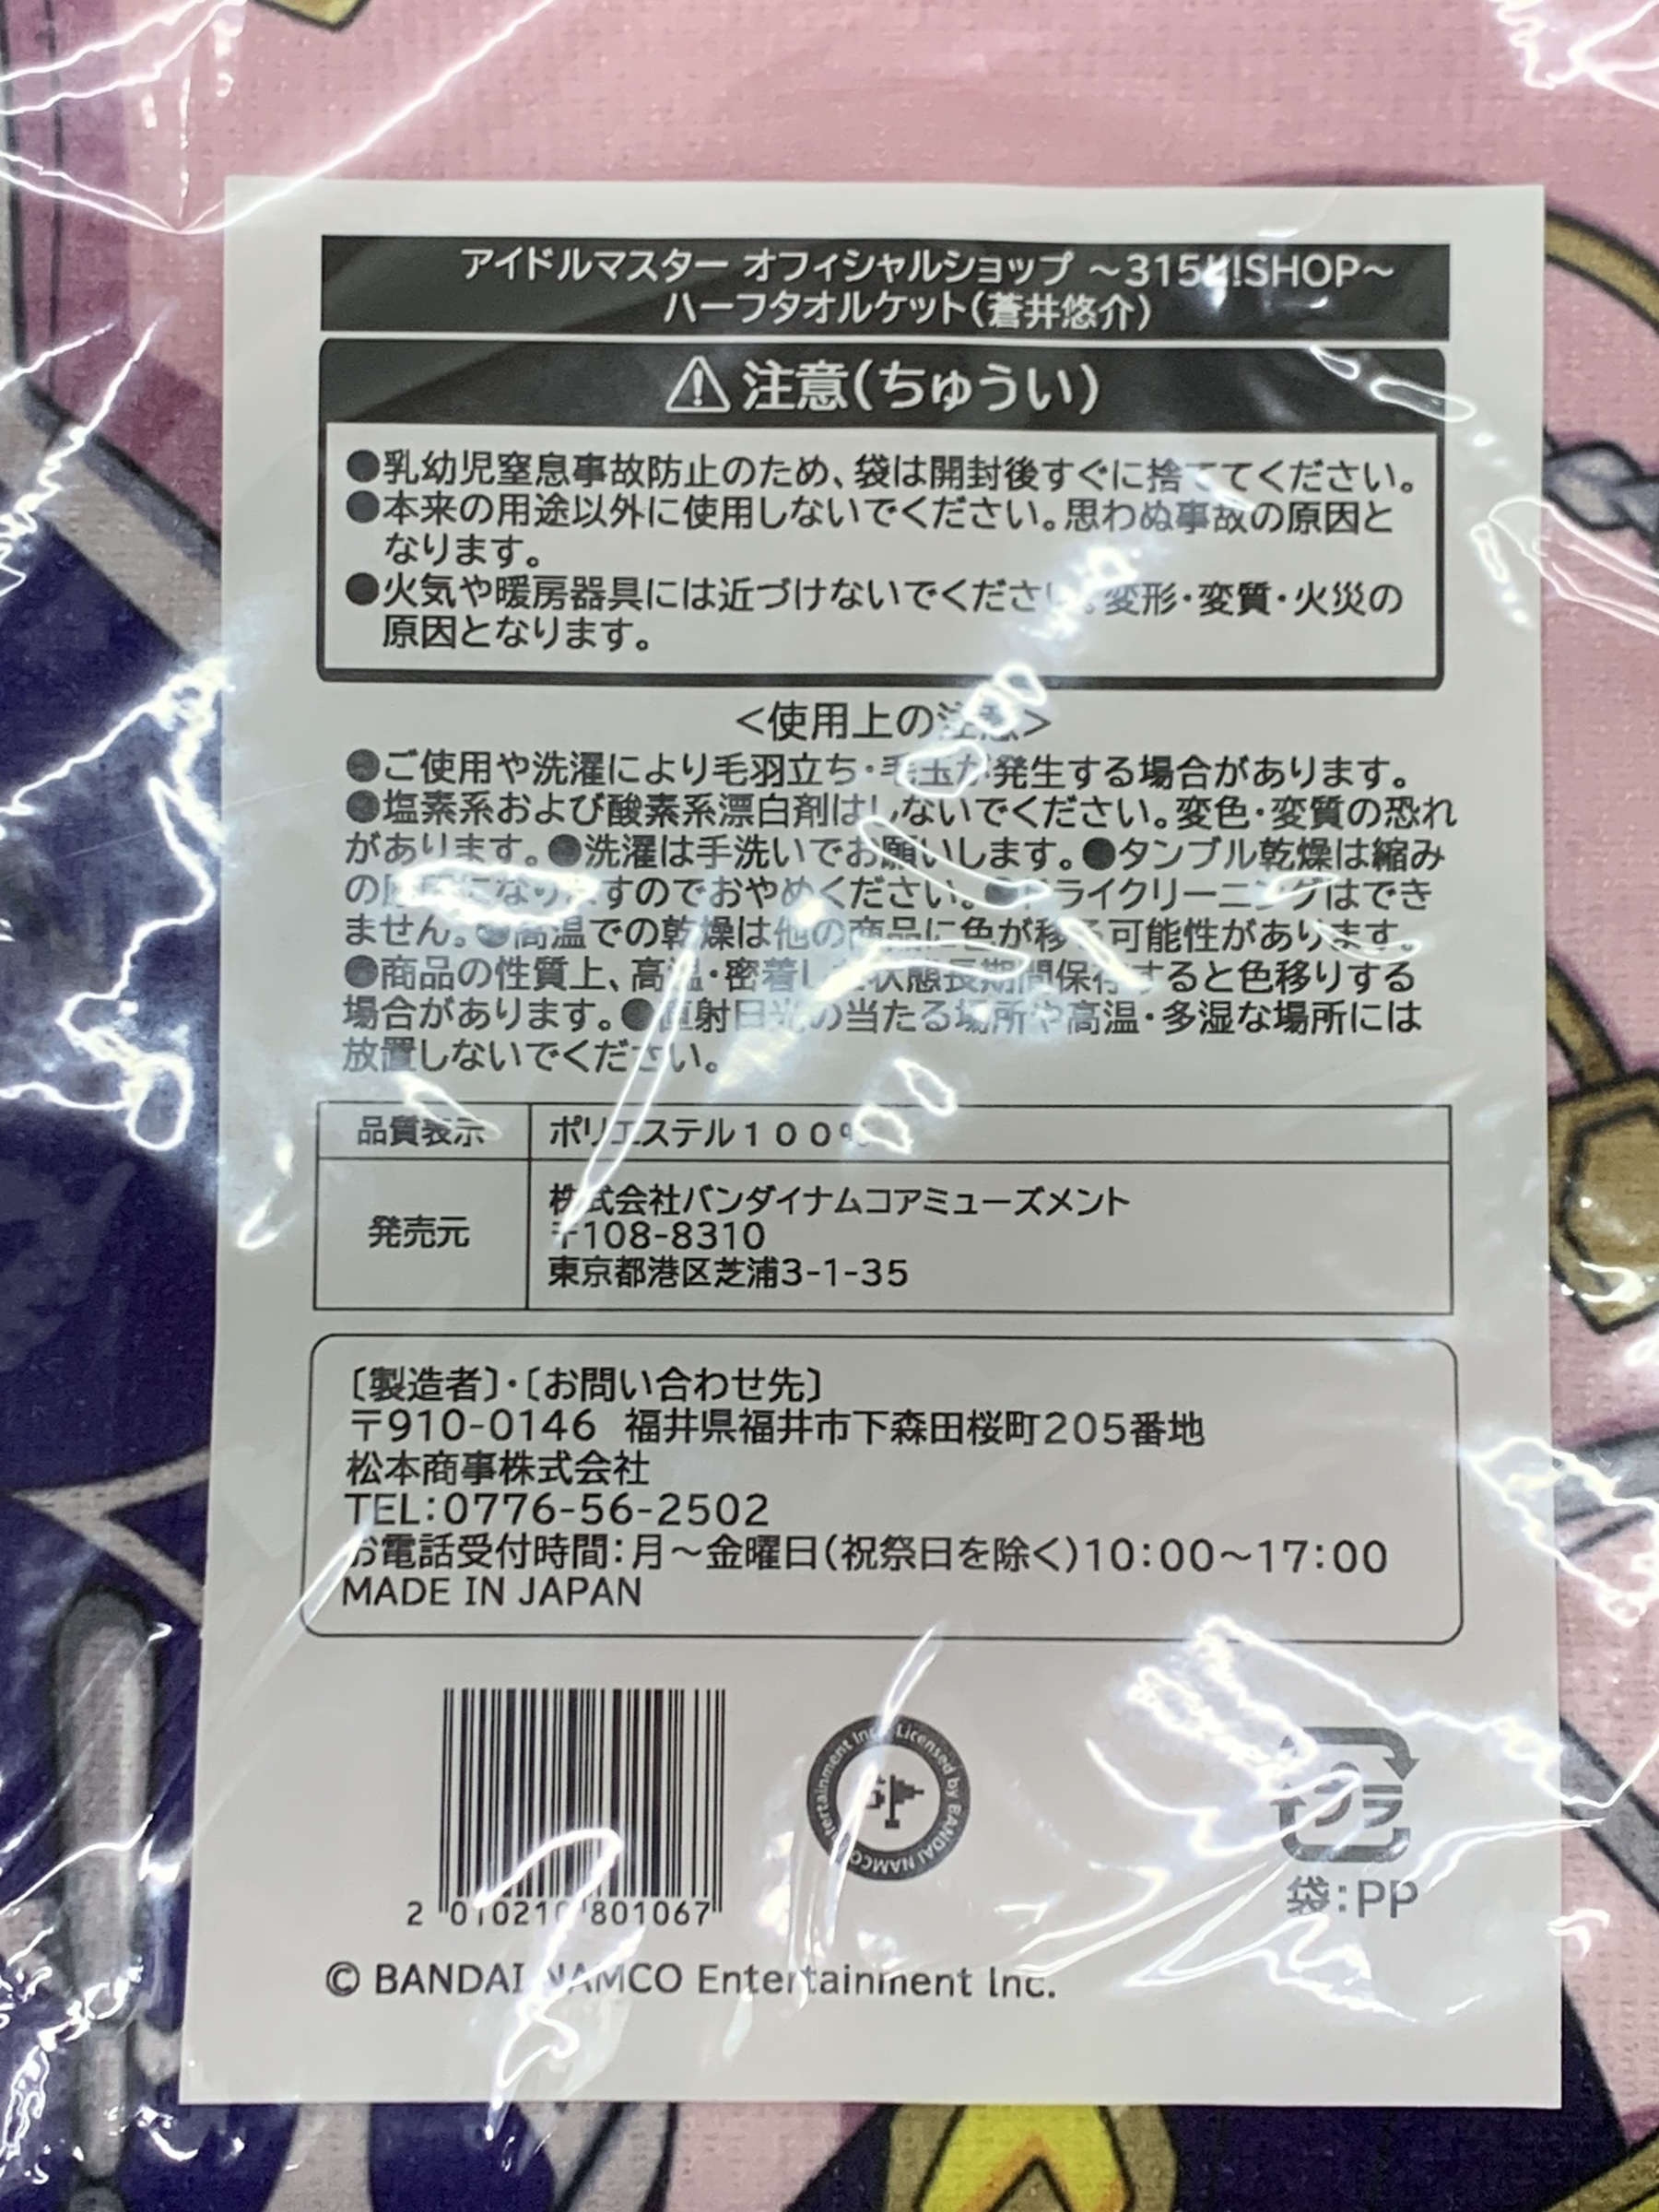 アイドルマスター オフィシャルショップ ～315な!SHOP～
ハーフタオルケット(蒼井悠介)
注意(ちゅうい)
●乳幼児窒息事故防止のため、袋は開封後すぐに捨ててください。
●本来の用途以外に使用しないでください。思わぬ事故の原因と
なります。
●火気や暖房器具には近づけないでください。変形・変質・火災の
原因となります。
<使用上の注意>
●ご使用や洗濯により毛羽立ち・毛玉が発生する場合があります。
●塩素系および酸素系漂白剤はしないでください。変色・変質の恐れ
があります。●洗濯は手洗いでお願いします。●タンブル乾燥は縮み
の原因になりますのでおやめください。●ドライクリーニングはでき
ません。●高温での乾燥は他の商品に色が移る可能性があります。
●商品の性質上、高温・密着した状態長期間保存すると色移りする
場合があります。●直射日光の当たる場所や高温・多湿な場所には
放置しないでください。
品質表示 ポリエステル１００％
発売元
株式会社バンダイナムコアミューズメント
〒108-8310
東京都港区芝浦3-1-35
〔製造者〕・〔お問い合わせ先〕
〒910-0146 福井県福井市下森田桜町205番地
松本商事株式会社
TEL:0776-56-2502
お電話受付時間:月～金曜日(祝祭日を除く)10:00～17:00
MADE IN JAPAN
Licensed by BANDAI NAMCO Entertainment Inc.
プラ
2 010210 801067
袋:PP
© BANDAI NAMCO Entertainment Inc.